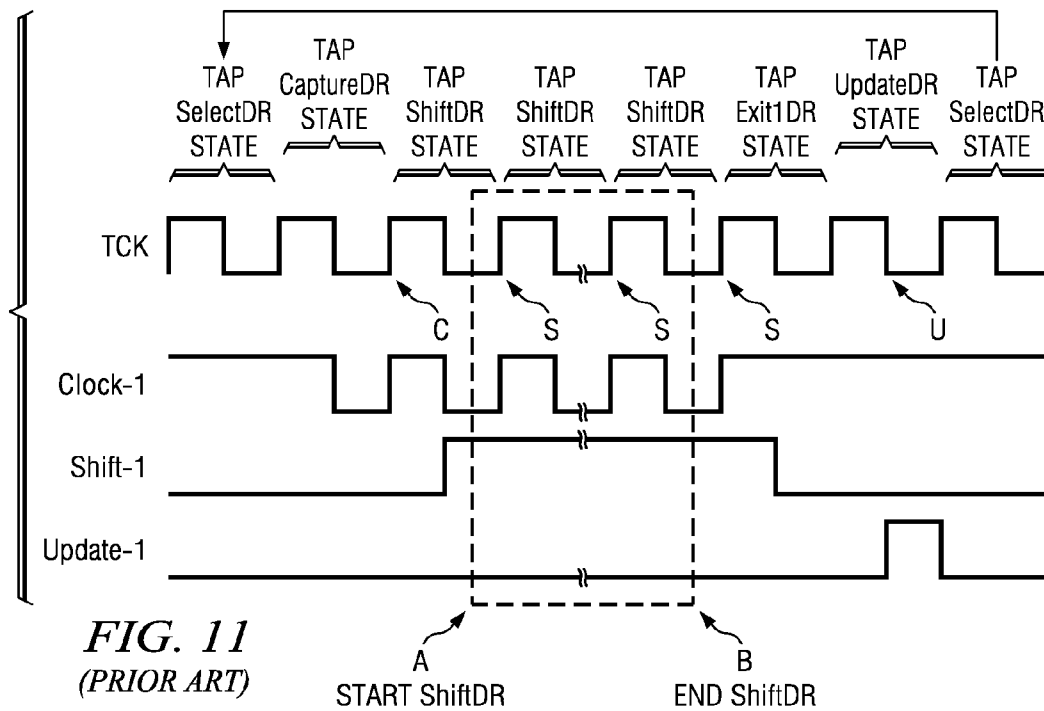 TAP
SelectDR
STATE
TAP
CaptureDR
STATE
TAP
ShiftDR
STATE
TAP
ShiftDR
STATE
TAP
ShiftDR
STATE
TAP
Exit1DR
STATE
TAP
UpdateDR
STATE
TAP
SelectDR
STATE
TCK
C
S
S
S
U
Clock-1
Shift-1
Update-1
FIG. 11
(PRIOR ART)
A
START ShiftDR
B
END ShiftDR